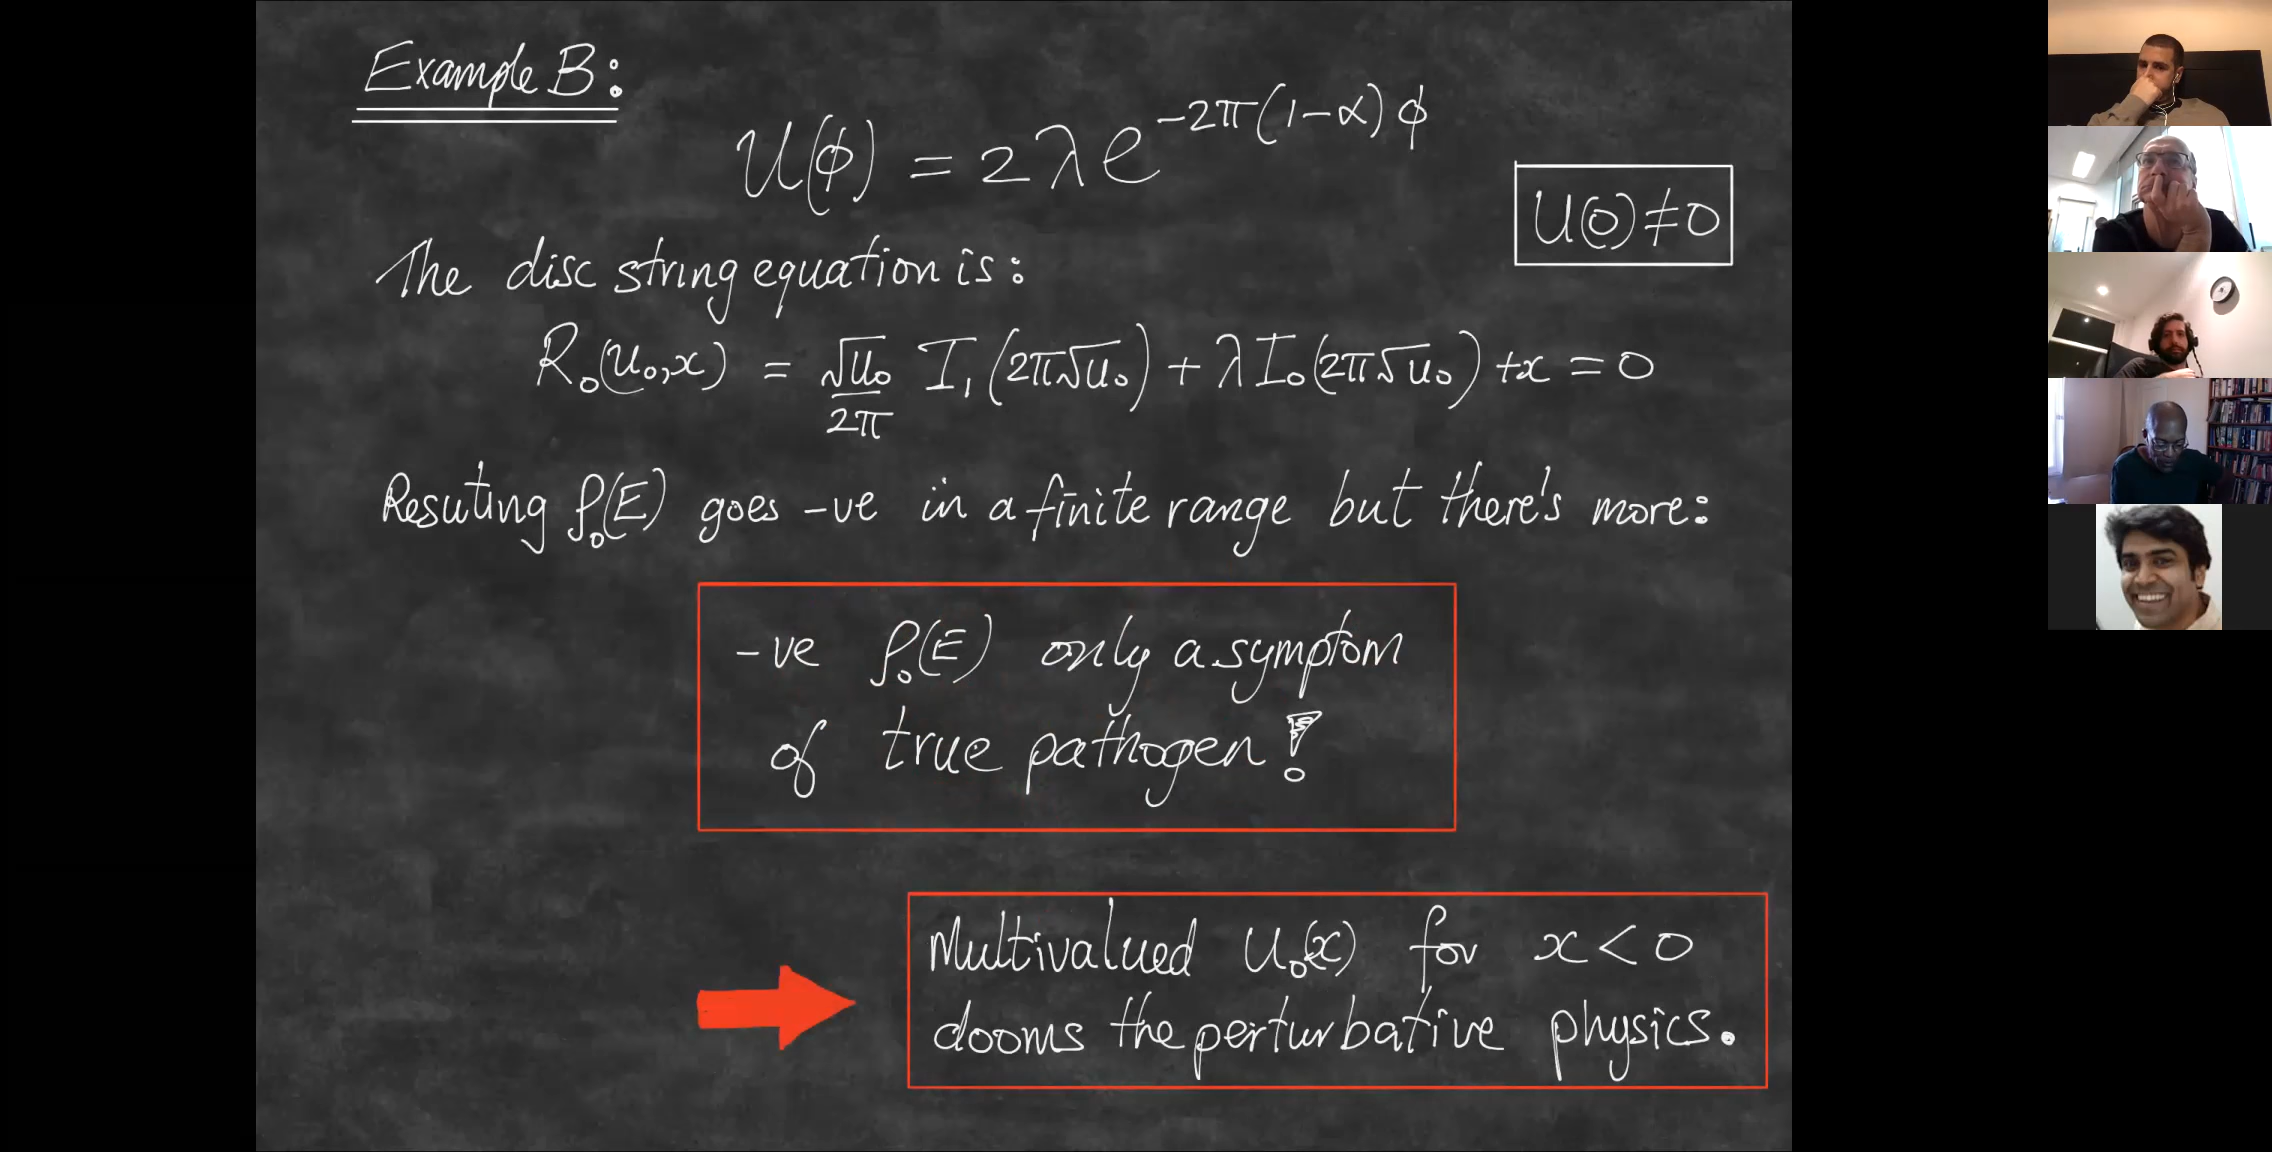 Example B:
U(φ) = 2λe^{-2π(1-α)φ}
U(0)≠0
The disc string equation is:
R₀(u₀,x) = √u₀/2π I₁(2π√u₀) + λI₀(2π√u₀) +x = 0
Resuting ρ₀(E) goes -ve in a finite range but there's more:
-ve ρ₀(E) only a symptom
of true pathogen!
Multivalued u₀(x) for x < 0
dooms the perturbative physics.